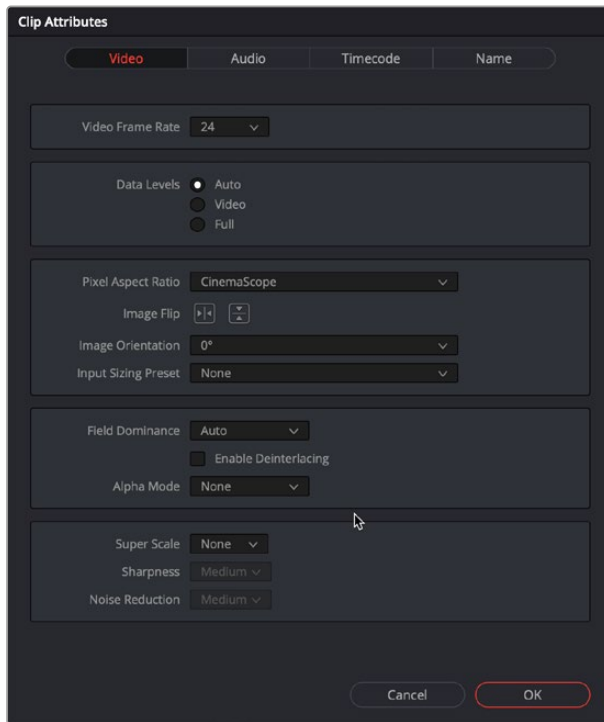 Clip Attributes
Video Audio Timecode Name
Video Frame Rate 24
Data Levels Auto
Video
Full
Pixel Aspect Ratio CinemaScope
Image Flip
Image Orientation 0°
Input Sizing Preset None
Field Dominance Auto
Enable Deinterlacing
Alpha Mode None
Super Scale None
Sharpness Medium
Noise Reduction Medium
Cancel OK